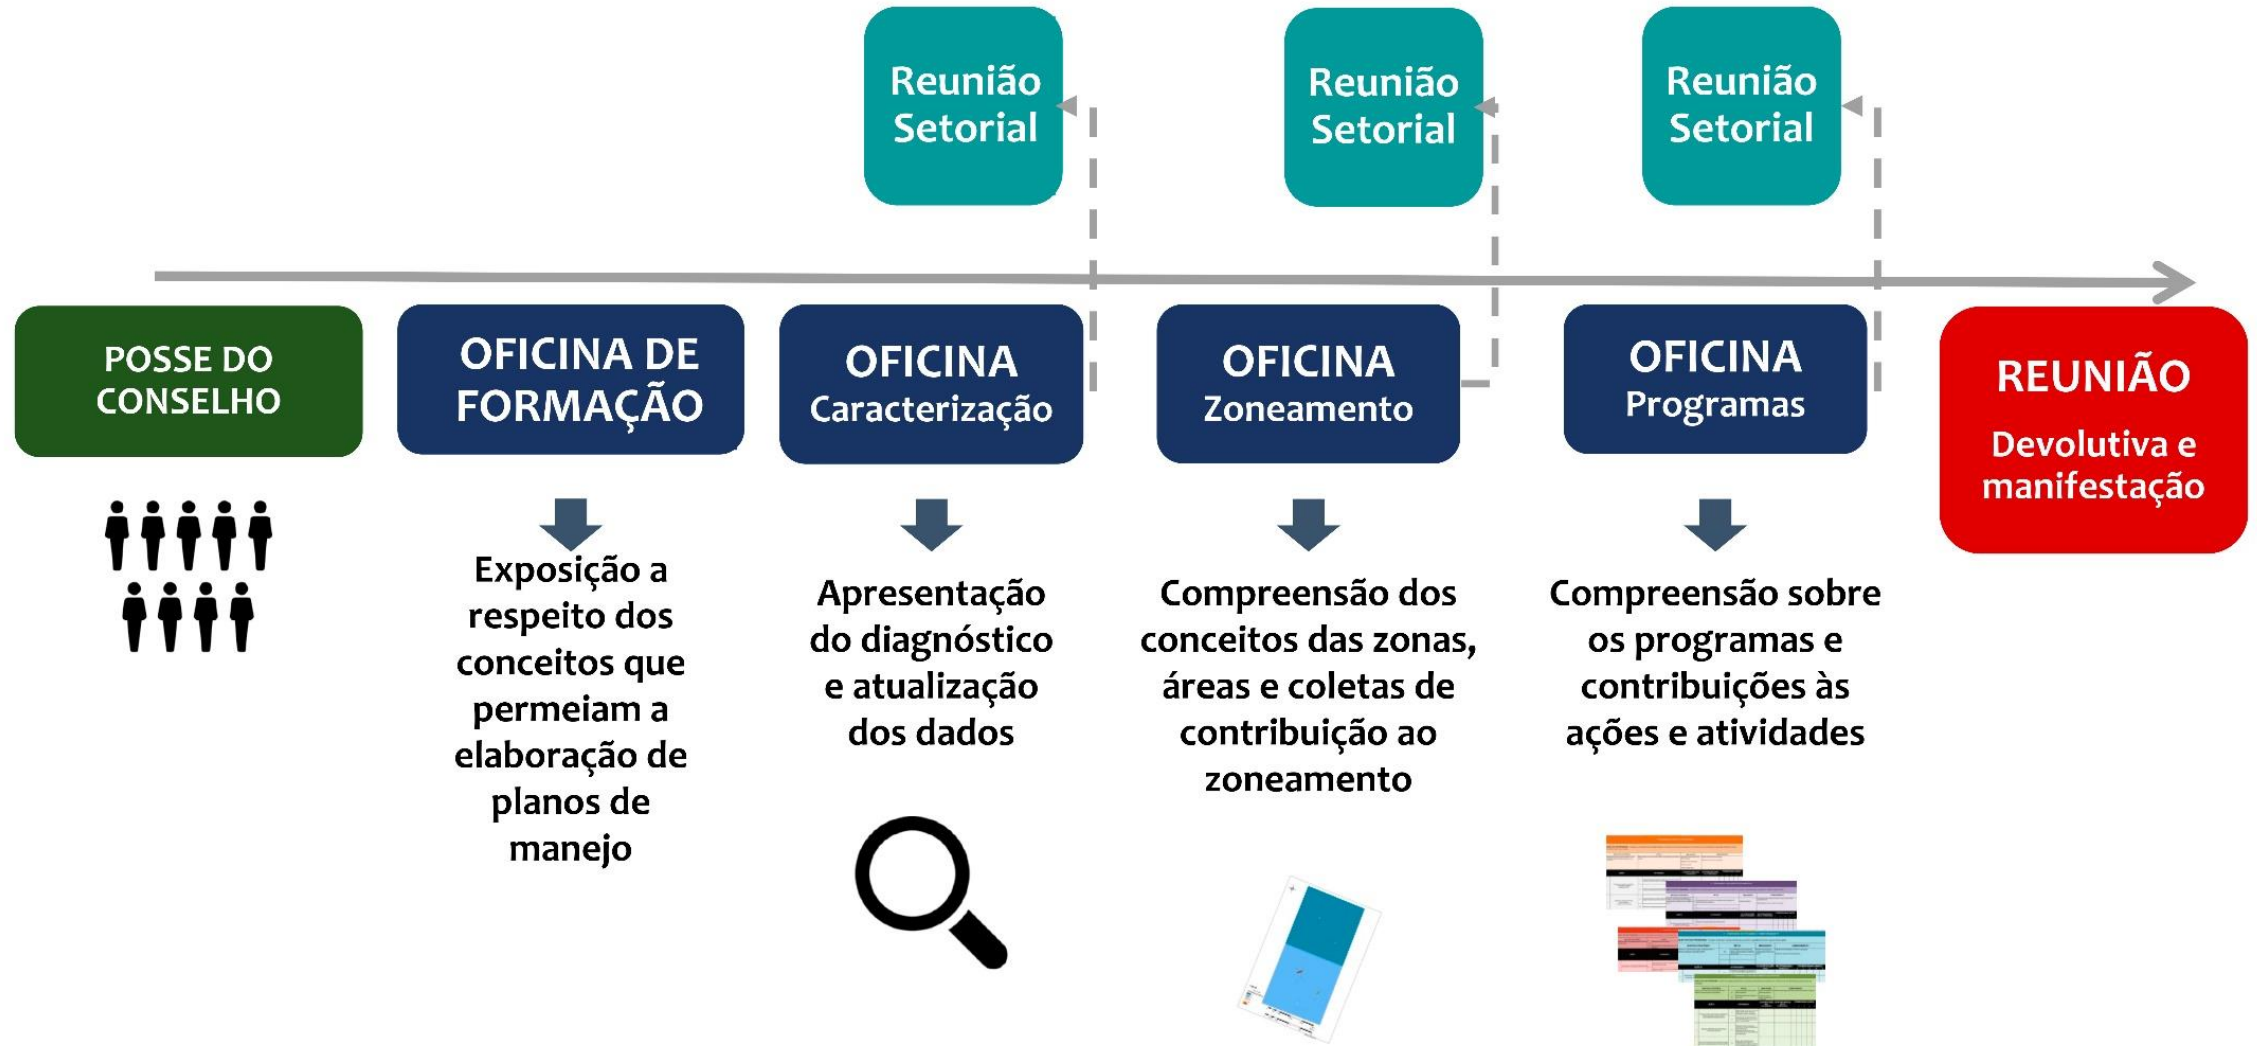 Reunião
Setorial
Reunião
Setorial
Reunião
Setorial
POSSE DO
CONSELHO
OFICINA DE
FORMAÇÃO
OFICINA
Caracterização
OFICINA
Zoneamento
OFICINA
Programas
REUNIÃO
Devolutiva e
manifestação
Exposição a
respeito dos
conceitos que
permeiam a
elaboração de
planos de
manejo
Apresentação
do diagnóstico
e atualização
dos dados
Compreensão dos
conceitos das zonas,
áreas e coletas de
contribuição ao
zoneamento
Compreensão sobre
os programas e
contribuições às
ações e atividades